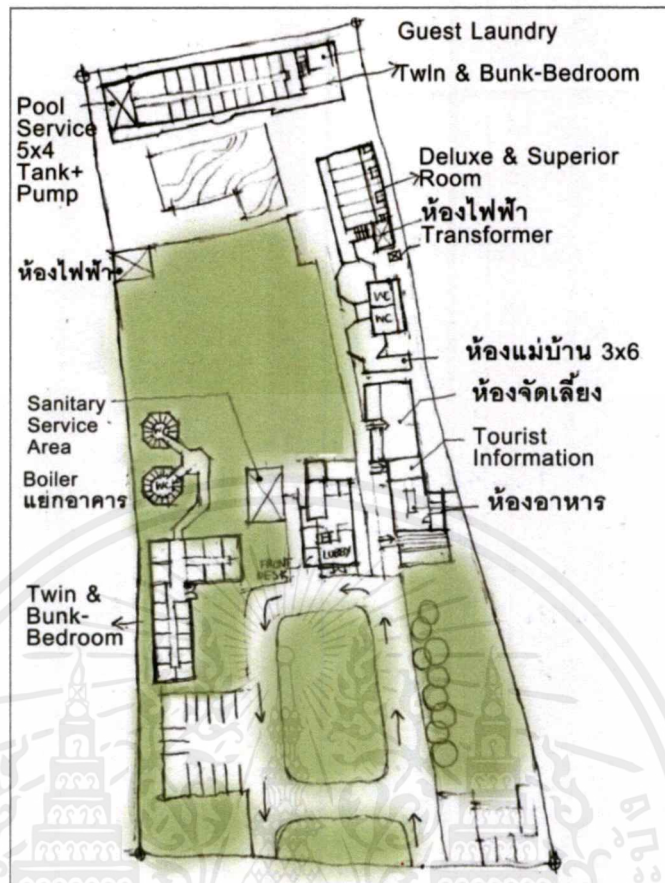 Guest Laundry
Twin & Bunk-Bedroom
Pool
Service
5x4
Tank+
Pump
Deluxe & Superior
Room
ห้องไฟฟ้า
Transformer
ห้องไฟฟ้า
WC
WC
ห้องแม่บ้าน 3x6
ห้องจัดเลี้ยง
Sanitary
Service
Area
Tourist
Information
Boiler
แยกอาคาร
WC
ห้องอาหาร
FRONT
DESK
LOBBY
Twin &
Bunk-
Bedroom